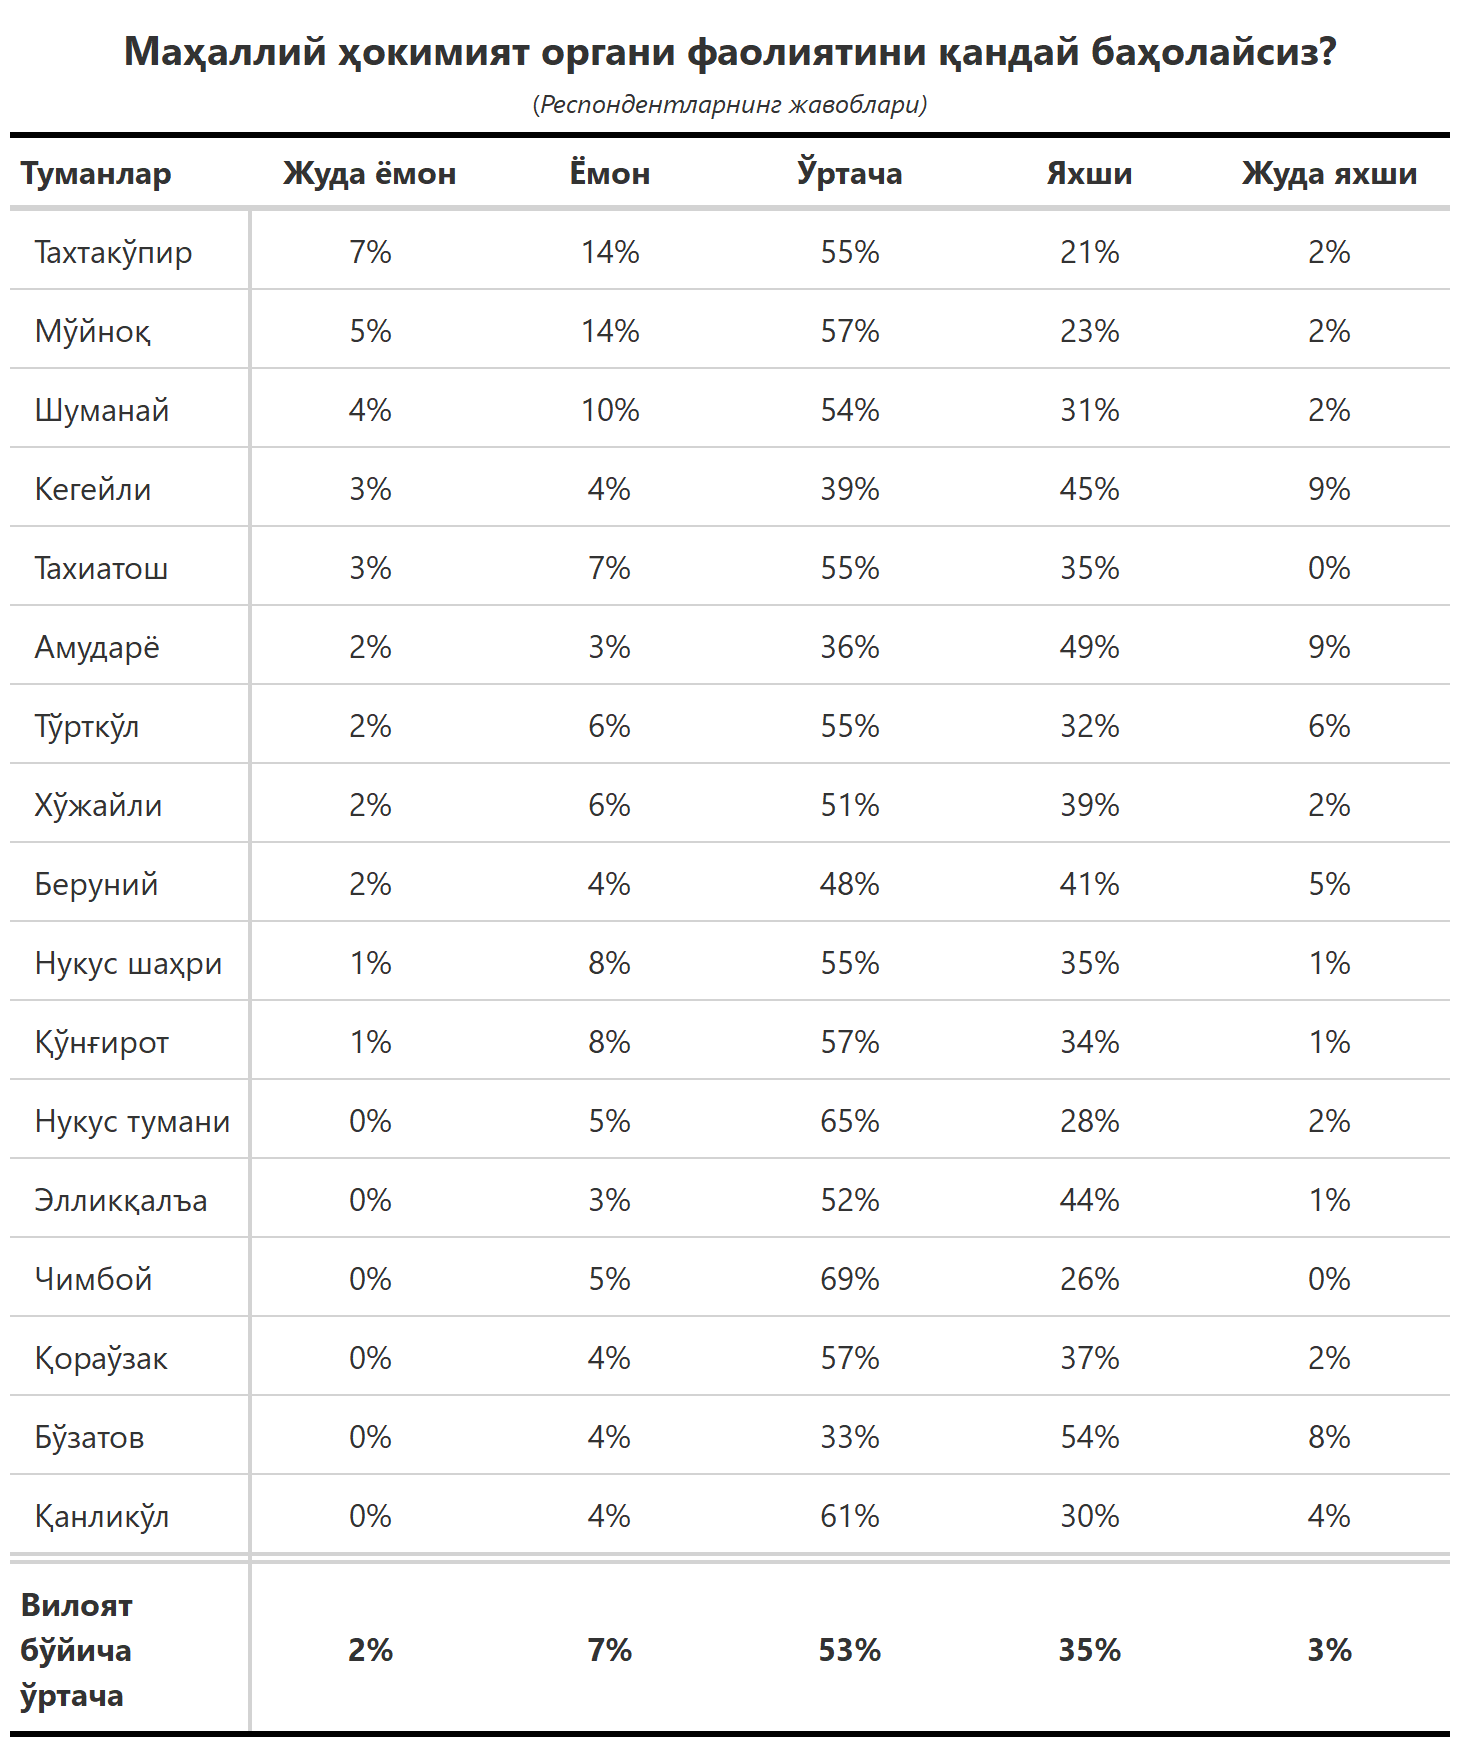 Маҳаллий ҳокимият органи фаолиятини қандай баҳолайсиз?
(Респондентларнинг жавоблари)
Туманлар Жуда ёмон Ёмон Ўртача Яхши Жуда яхши
Тахтакўпир 7% 14% 55% 21% 2%
Мўйноқ 5% 14% 57% 23% 2%
Шуманай 4% 10% 54% 31% 2%
Кегейли 3% 4% 39% 45% 9%
Тахиатош 3% 7% 55% 35% 0%
Амударё 2% 3% 36% 49% 9%
Тўрткўл 2% 6% 55% 32% 6%
Хўжайли 2% 6% 51% 39% 2%
Беруний 2% 4% 48% 41% 5%
Нукус шаҳри 1% 8% 55% 35% 1%
Қўнғирот 1% 8% 57% 34% 1%
Нукус тумани 0% 5% 65% 28% 2%
Элликқалъа 0% 3% 52% 44% 1%
Чимбой 0% 5% 69% 26% 0%
Қораўзак 0% 4% 57% 37% 2%
Бўзатов 0% 4% 33% 54% 8%
Қанликўл 0% 4% 61% 30% 4%
Вилоят
бўйича 2% 7% 53% 35% 3%
ўртача